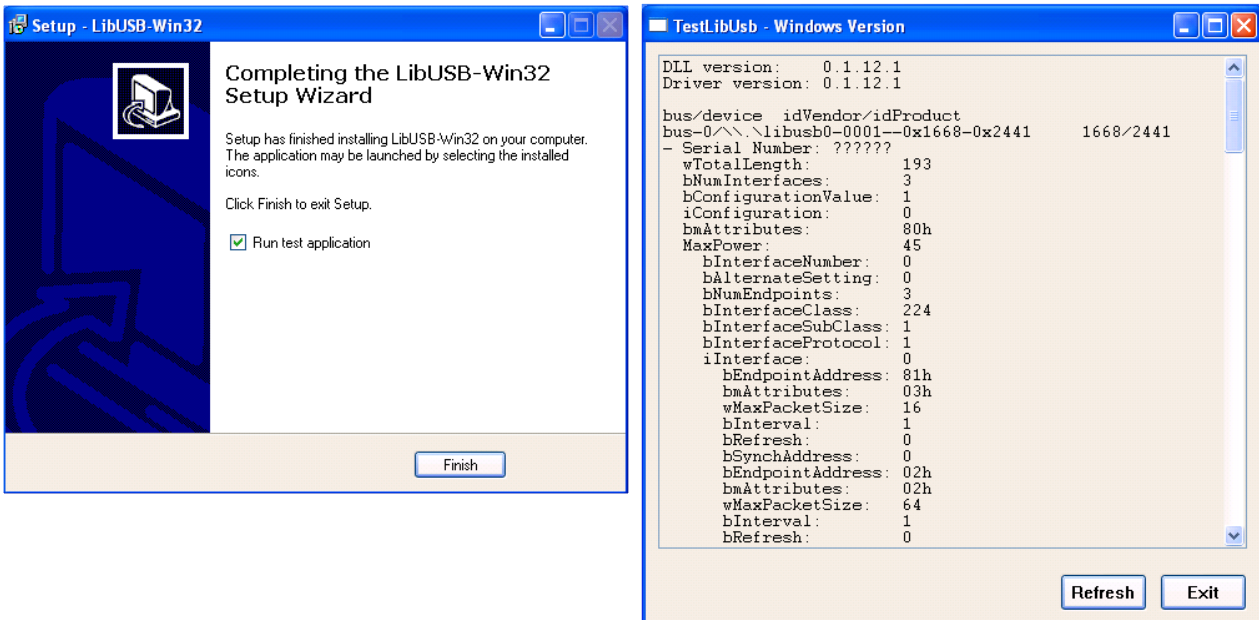 Setup - LibUSB-Win32
Completing the LibUSB-Win32
Setup Wizard
Setup has finished installing LibUSB-Win32 on your computer.
The application may be launched by selecting the installed
icons.
Click Finish to exit Setup.
Run test application
Finish
TestLibUsb - Windows Version
DLL version: 0.1.12.1
Driver version: 0.1.12.1
bus/device idVendor/idProduct
bus-0/\\.\libusb0-0001--0x1668-0x2441 1668/2441
- Serial Number: ??????
wTotalLength: 193
bNumInterfaces: 3
bConfigurationValue: 1
iConfiguration: 0
bmAttributes: 80h
MaxPower: 45
bInterfaceNumber: 0
bAlternateSetting: 0
bNumEndpoints: 3
bInterfaceClass: 224
bInterfaceSubClass: 1
bInterfaceProtocol: 1
iInterface: 0
bEndpointAddress: 81h
bmAttributes: 03h
wMaxPacketSize: 16
bInterval: 1
bRefresh: 0
bSynchAddress: 0
bEndpointAddress: 02h
bmAttributes: 02h
wMaxPacketSize: 64
bInterval: 1
bRefresh: 0
Refresh
Exit